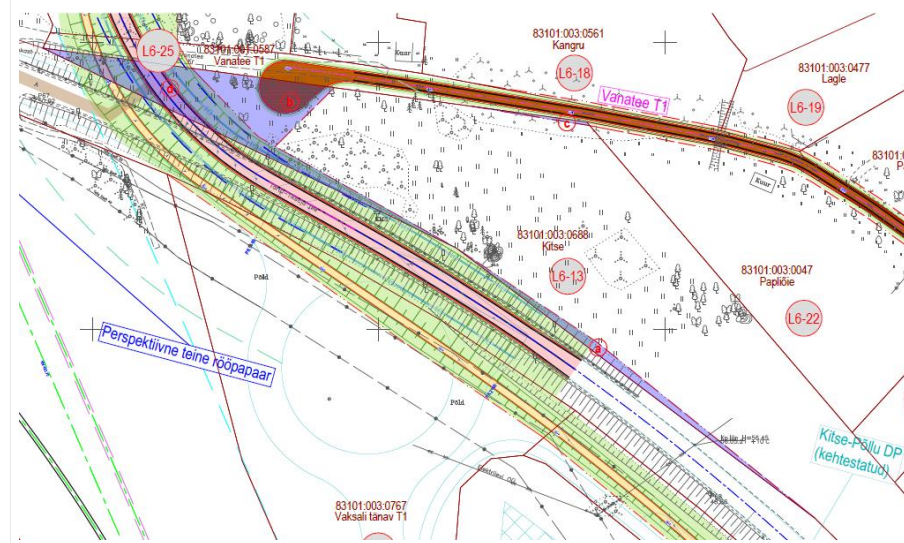 83101:003:0561
Kangru
L6-18
L6-25
83101:001:0587
Vanatee T1
Kuur
Vanatee T1
83101:003:0477
Lagle
L6-19
b
c
83101:003:0688
Kitse
L6-13
Kuur
83101:003:0047
Papliõie
L6-22
a
Põld
Perspektiivne teine rööpapaar
Põld
Kitse-Põllu DP
(kehtestatud)
83101:003:0767
Vaksali tänav T1